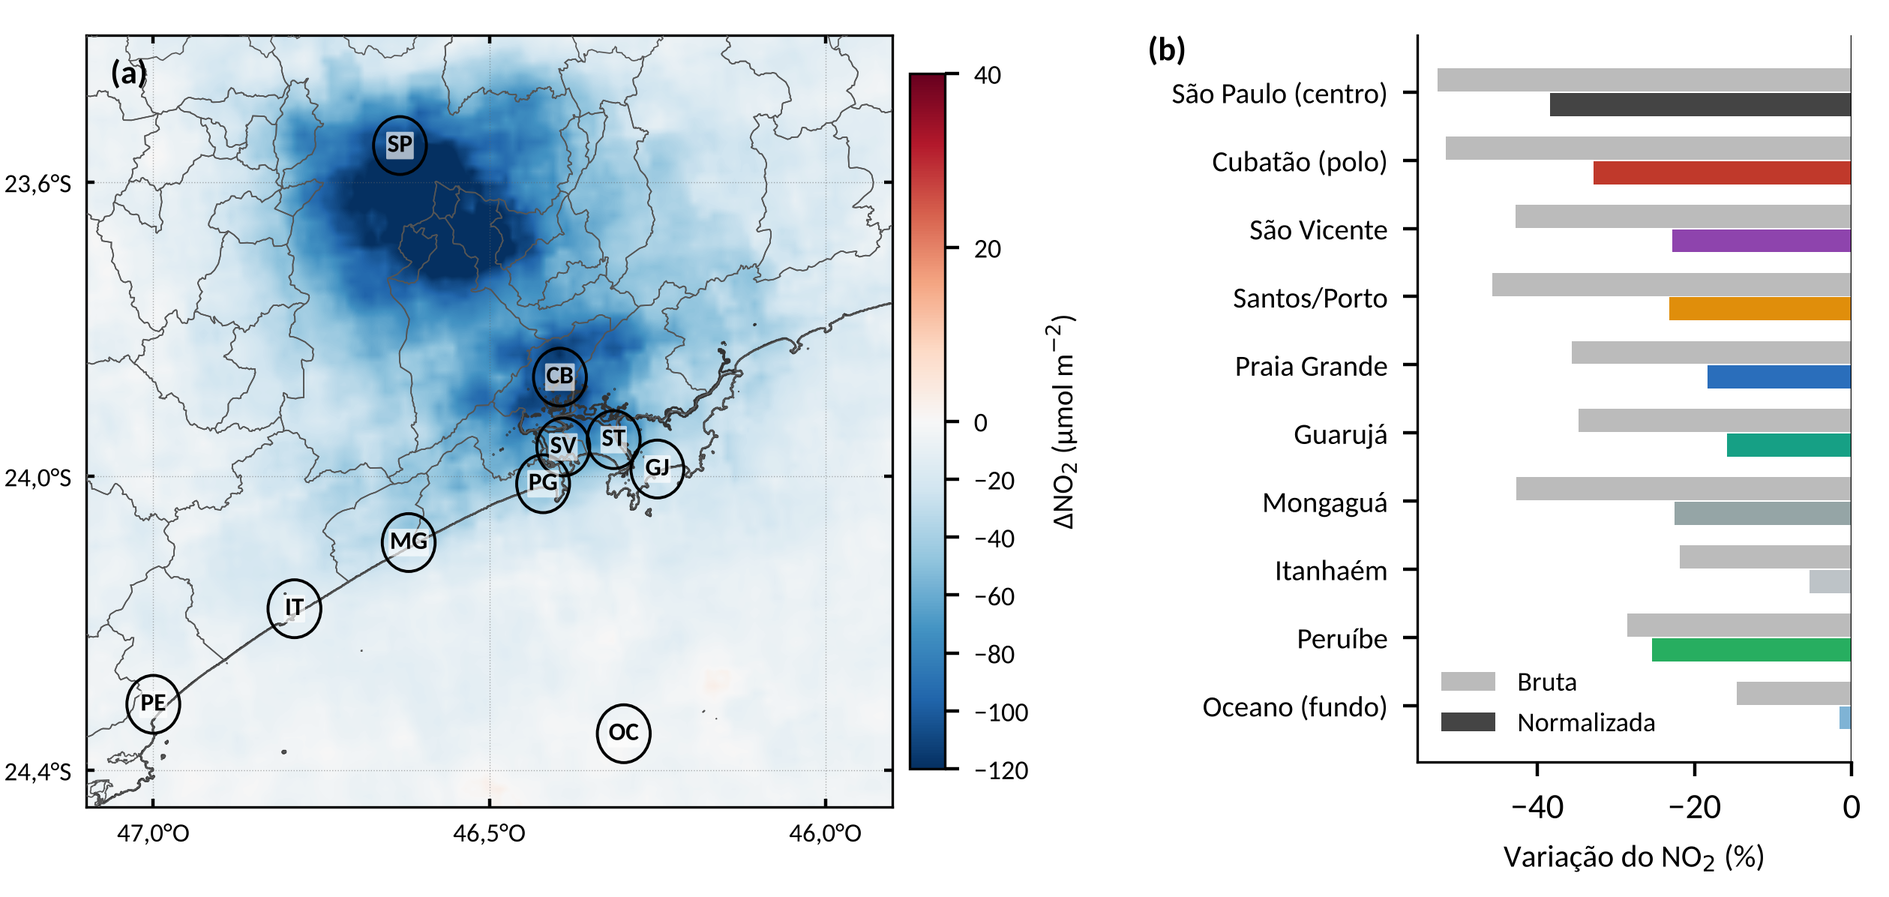 (a)
SP
CB
SV
ST
GJ
PG
MG
IT
PE
OC
23,6°S
24,0°S
24,4°S
47,0°O
46,5°O
46,0°O
40
20
0
−20
−40
−60
−80
−100
−120
ΔNO₂ (μmol m⁻²)
(b)
São Paulo (centro)
Cubatão (polo)
São Vicente
Santos/Porto
Praia Grande
Guarujá
Mongaguá
Itanhaém
Peruíbe
Oceano (fundo)
Bruta
Normalizada
−40
−20
0
Variação do NO₂ (%)